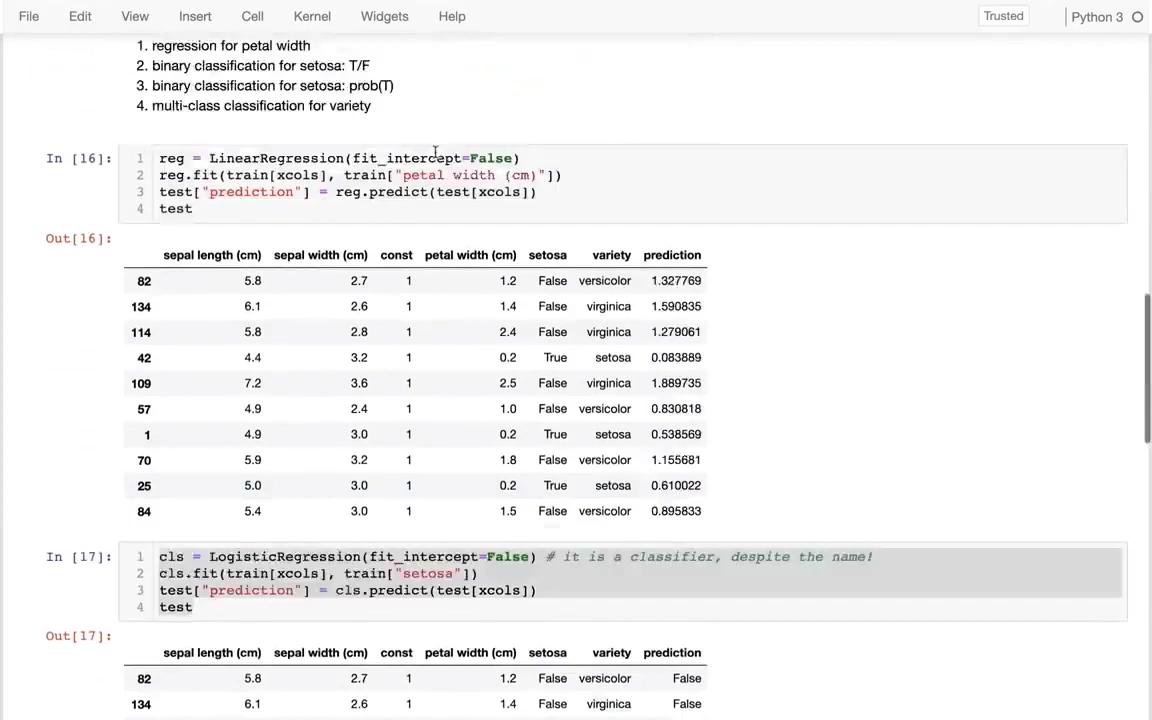 File Edit View Insert Cell Kernel Widgets Help Trusted Python 3
1. regression for petal width
2. binary classification for setosa: T/F
3. binary classification for setosa: prob(T)
4. multi-class classification for variety
In [16]: 1 reg = LinearRegression(fit_intercept=False)
2 reg.fit(train[xcols], train["petal width (cm)"])
3 test["prediction"] = reg.predict(test[xcols])
4 test
Out[16]:
sepal length (cm) sepal width (cm) const petal width (cm) setosa variety prediction
82 5.8 2.7 1 1.2 False versicolor 1.327769
134 6.1 2.6 1 1.4 False virginica 1.590835
114 5.8 2.8 1 2.4 False virginica 1.279061
42 4.4 3.2 1 0.2 True setosa 0.083889
109 7.2 3.6 1 2.5 False virginica 1.889735
57 4.9 2.4 1 1.0 False versicolor 0.830818
1 4.9 3.0 1 0.2 True setosa 0.538569
70 5.9 3.2 1 1.8 False versicolor 1.155681
25 5.0 3.0 1 0.2 True setosa 0.610022
84 5.4 3.0 1 1.5 False versicolor 0.895833
In [17]: 1 cls = LogisticRegression(fit_intercept=False) # it is a classifier, despite the name!
2 cls.fit(train[xcols], train["setosa"])
3 test["prediction"] = cls.predict(test[xcols])
4 test
Out[17]:
sepal length (cm) sepal width (cm) const petal width (cm) setosa variety prediction
82 5.8 2.7 1 1.2 False versicolor False
134 6.1 2.6 1 1.4 False virginica False